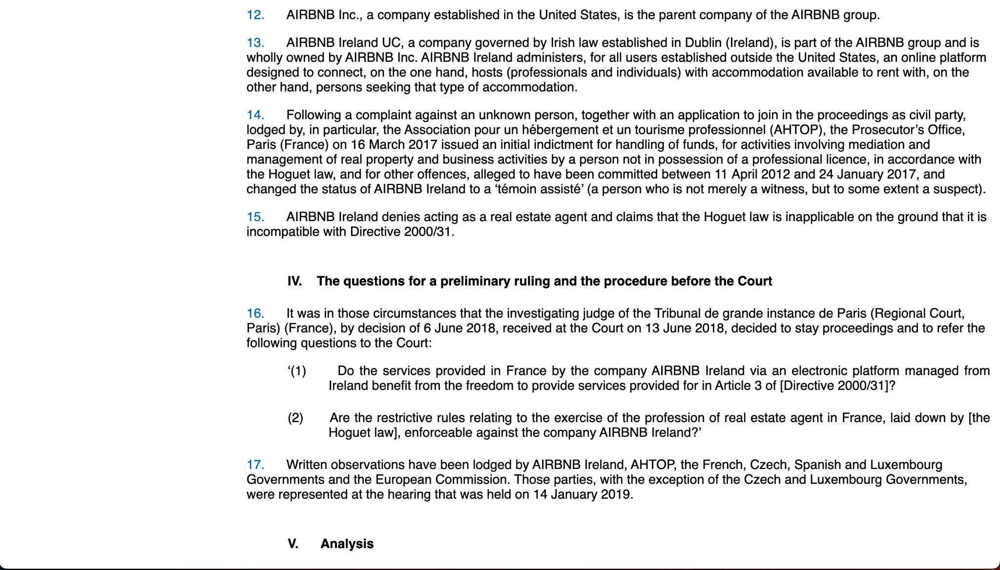 12. AIRBNB Inc., a company established in the United States, is the parent company of the AIRBNB group.
13. AIRBNB Ireland UC, a company governed by Irish law established in Dublin (Ireland), is part of the AIRBNB group and is
wholly owned by AIRBNB Inc. AIRBNB Ireland administers, for all users established outside the United States, an online platform
designed to connect, on the one hand, hosts (professionals and individuals) with accommodation available to rent with, on the
other hand, persons seeking that type of accommodation.
14. Following a complaint against an unknown person, together with an application to join in the proceedings as civil party,
lodged by, in particular, the Association pour un hébergement et un tourisme professionnel (AHTOP), the Prosecutor’s Office,
Paris (France) on 16 March 2017 issued an initial indictment for handling of funds, for activities involving mediation and
management of real property and business activities by a person not in possession of a professional licence, in accordance with
the Hoguet law, and for other offences, alleged to have been committed between 11 April 2012 and 24 January 2017, and
changed the status of AIRBNB Ireland to a ‘témoin assisté’ (a person who is not merely a witness, but to some extent a suspect).
15. AIRBNB Ireland denies acting as a real estate agent and claims that the Hoguet law is inapplicable on the ground that it is
incompatible with Directive 2000/31.
IV. The questions for a preliminary ruling and the procedure before the Court
16. It was in those circumstances that the investigating judge of the Tribunal de grande instance de Paris (Regional Court,
Paris) (France), by decision of 6 June 2018, received at the Court on 13 June 2018, decided to stay proceedings and to refer the
following questions to the Court:
‘(1) Do the services provided in France by the company AIRBNB Ireland via an electronic platform managed from
Ireland benefit from the freedom to provide services provided for in Article 3 of [Directive 2000/31]?
(2) Are the restrictive rules relating to the exercise of the profession of real estate agent in France, laid down by [the
Hoguet law], enforceable against the company AIRBNB Ireland?’
17. Written observations have been lodged by AIRBNB Ireland, AHTOP, the French, Czech, Spanish and Luxembourg
Governments and the European Commission. Those parties, with the exception of the Czech and Luxembourg Governments,
were represented at the hearing that was held on 14 January 2019.
V. Analysis